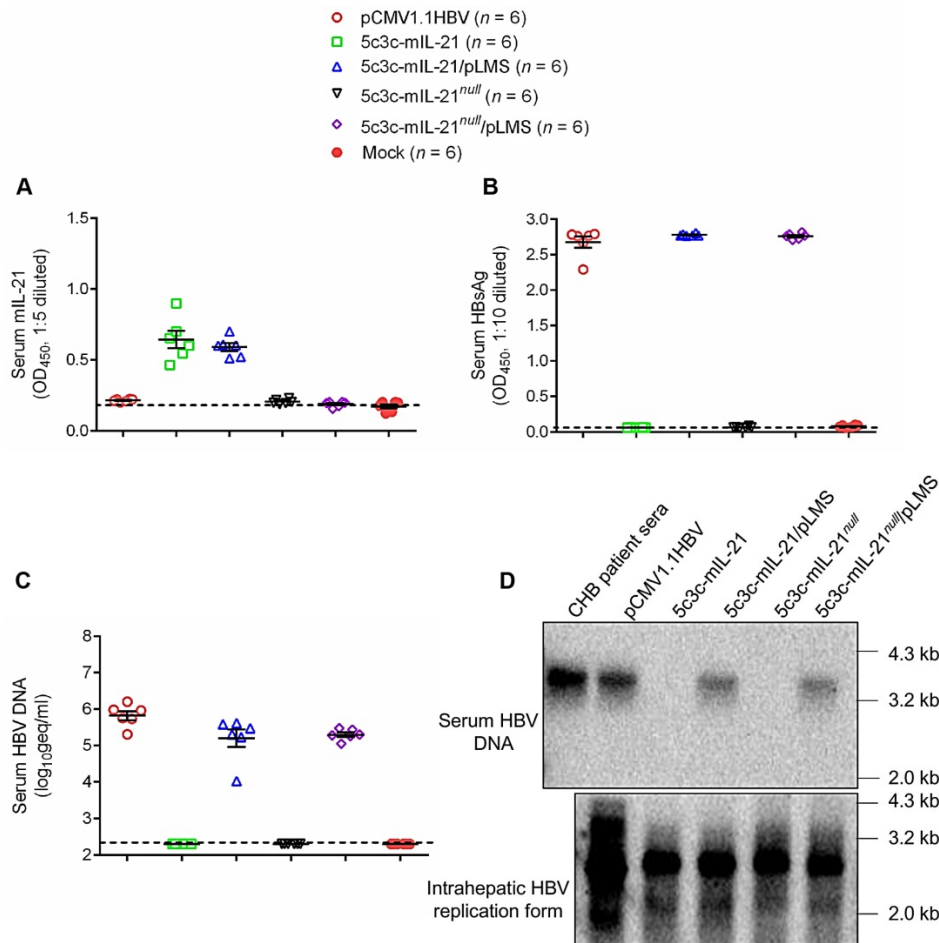 pCMV1.1HBV (n = 6)
5c3c-mIL-21 (n = 6)
5c3c-mIL-21/pLMS (n = 6)
5c3c-mIL-21null (n = 6)
5c3c-mIL-21null/pLMS (n = 6)
Mock (n = 6)
A
Serum mIL-21
(OD450, 1:5 diluted)
1.5
1.0
0.5
0.0
B
Serum HBsAg
(OD450, 1:10 diluted)
3.0
2.5
2.0
1.5
1.0
0.5
0.0
C
Serum HBV DNA
(log10geq/ml)
8
7
6
5
4
3
2
D
CHB patient sera
pCMV1.1HBV
5c3c-mIL-21
5c3c-mIL-21/pLMS
5c3c-mIL-21null
5c3c-mIL-21null/pLMS
Serum HBV
DNA
4.3 kb
3.2 kb
2.0 kb
Intrahepatic HBV
replication form
4.3 kb
3.2 kb
2.0 kb